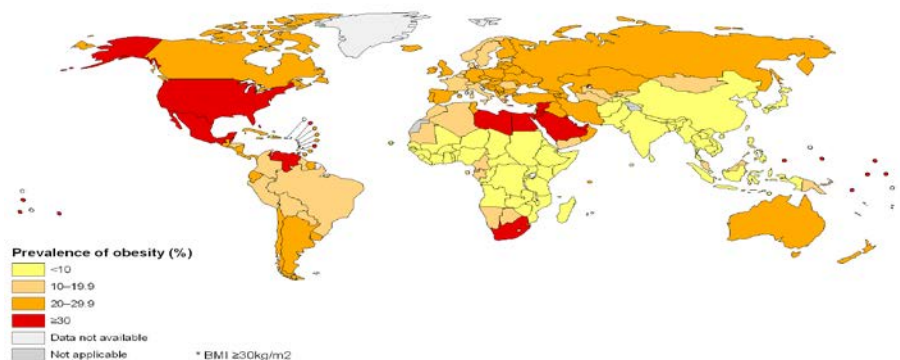 Prevalence of obesity (%)
<10
10–19.9
20–29.9
≥30
Data not available
Not applicable
* BMI ≥30kg/m2